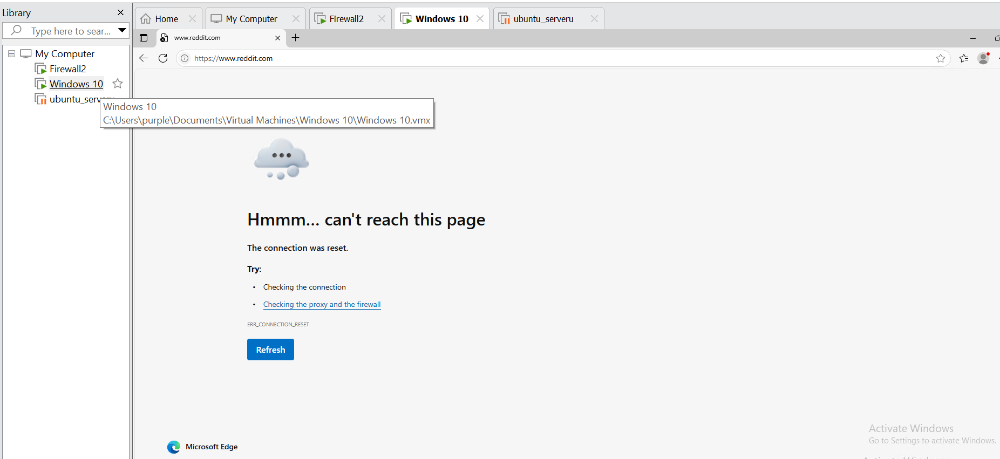 Library
Type here to sear...
My Computer
Firewall2
Windows 10
ubuntu_serveru
Home
My Computer
Firewall2
Windows 10
ubuntu_serveru
www.reddit.com
https://www.reddit.com
Windows 10
C:\Users\purple\Documents\Virtual Machines\Windows 10\Windows 10.vmx
Hmmm... can't reach this page
The connection was reset.
Try:
• Checking the connection
• Checking the proxy and the firewall
ERR_CONNECTION_RESET
Refresh
Microsoft Edge
Activate Windows
Go to Settings to activate Windows.